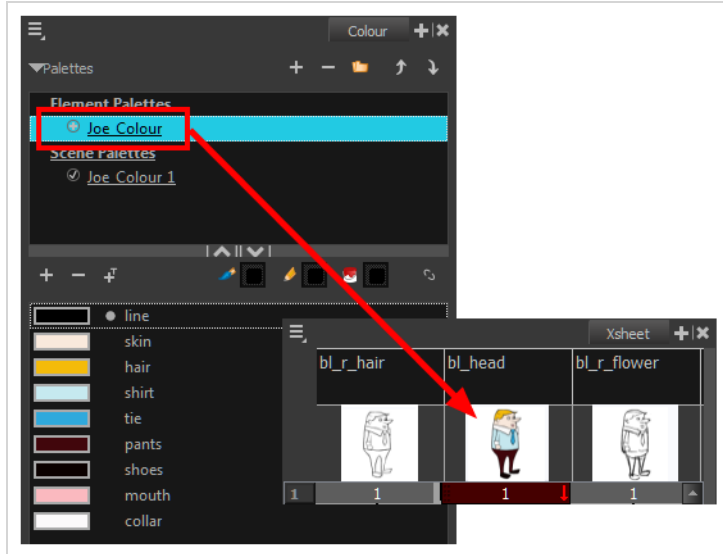 Colour
Palettes
Element Palettes
Joe Colour
Scene Palettes
Joe Colour 1
line
skin
hair
shirt
tie
pants
shoes
mouth
collar
Xsheet
bl_r_hair bl_head bl_r_flower
1 1 1 1